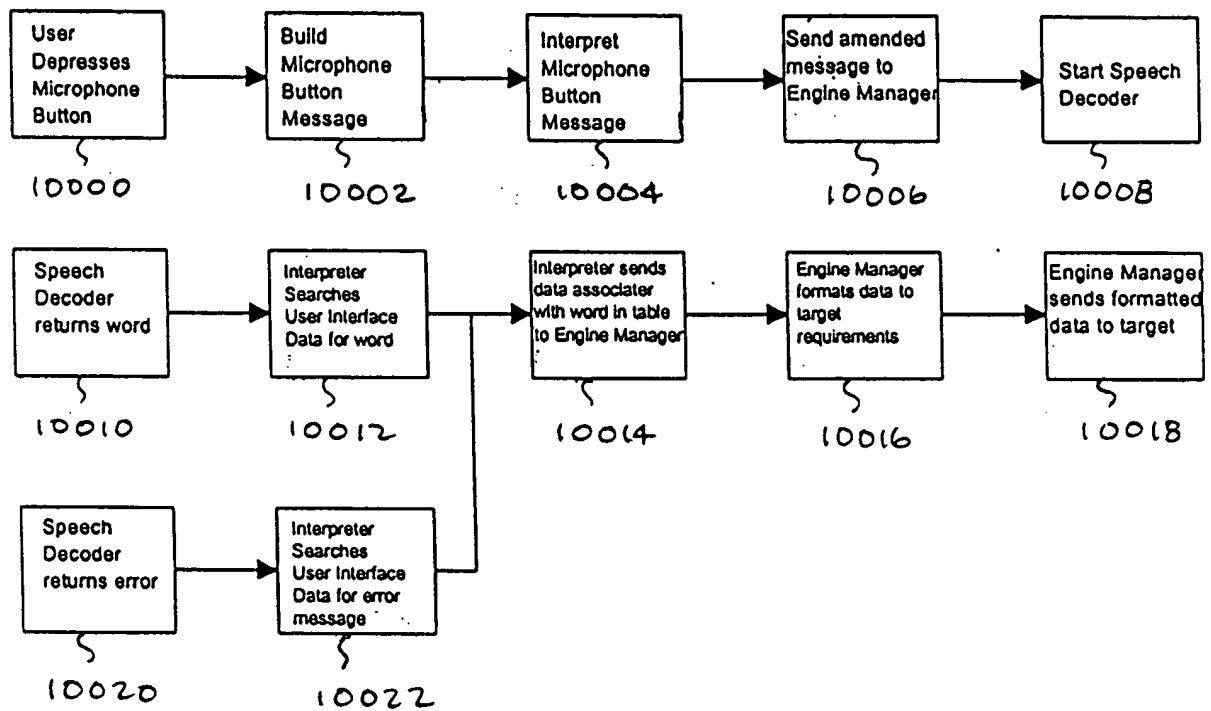 User
Depresses
Microphone
Button
10000
Build
Microphone
Button
Message
10002
Interpret
Microphone
Button
Message
10004
Send amended
message to
Engine Manager
10006
Start Speech
Decoder
10008
Speech
Decoder
returns word
10010
Interpreter
Searches
User Interface
Data for word
10012
Interpreter sends
data associater
with word in table
to Engine Manager
10014
Engine Manager
formats data to
target
requirements
10016
Engine Manager
sends formatted
data to target
10018
Speech
Decoder
returns error
10020
Interpreter
Searches
User Interface
Data for error
message
10022